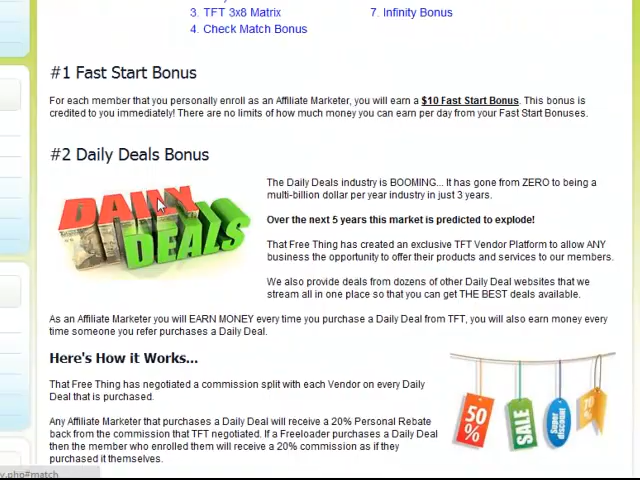 3. TFT 3x8 Matrix
7. Infinity Bonus
4. Check Match Bonus
#1 Fast Start Bonus
For each member that you personally enroll as an Affiliate Marketer, you will earn a $10 Fast Start Bonus. This bonus is
credited to you immediately! There are no limits of how much money you can earn per day from your Fast Start Bonuses.
#2 Daily Deals Bonus
DAILY
DEALS
The Daily Deals industry is BOOMING... It has gone from ZERO to being a
multi-billion dollar per year industry in just 3 years.
Over the next 5 years this market is predicted to explode!
That Free Thing has created an exclusive TFT Vendor Platform to allow ANY
business the opportunity to offer their products and services to our members.
We also provide deals from dozens of other Daily Deal websites that we
stream all in one place so that you can get THE BEST deals available.
As an Affiliate Marketer you will EARN MONEY every time you purchase a Daily Deal from TFT, you will also earn money every
time someone you refer purchases a Daily Deal.
Here's How it Works...
That Free Thing has negotiated a commission split with each Vendor on every Daily
Deal that is purchased.
Any Affiliate Marketer that purchases a Daily Deal will receive a 20% Personal Rebate
back from the commission that TFT negotiated. If a Freeloader purchases a Daily Deal
then the member who enrolled them will receive a 20% commission as if they
purchased it themselves.
50
%
SALE
Super
discount
y.php#match